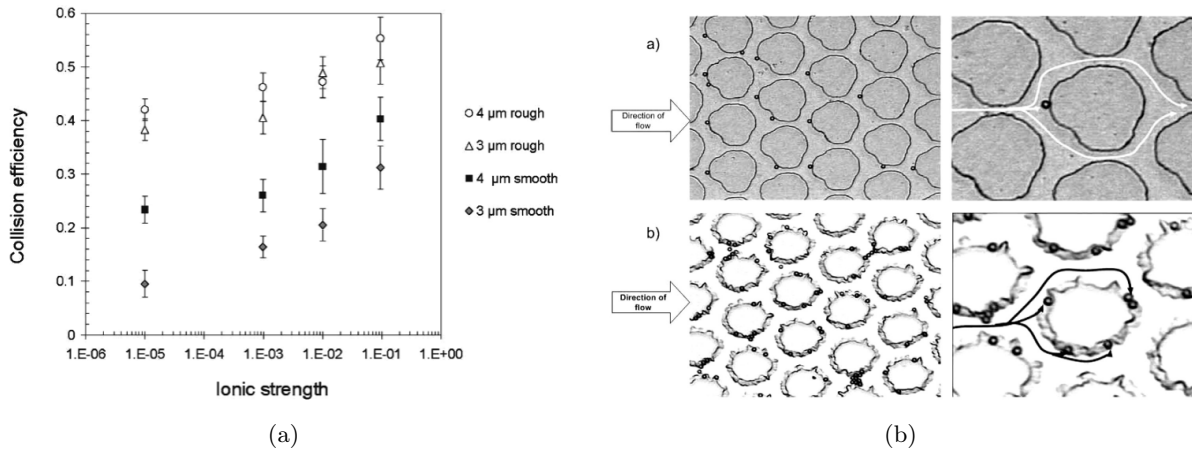 0.6
0.5
0.4
0.3
0.2
0.1
0
Collision efficiency
1.E-06 1.E-05 1.E-04 1.E-03 1.E-02 1.E-01 1.E+00
Ionic strength
4 µm rough
3 µm rough
4 µm smooth
3 µm smooth
(a)
a)
Direction of
flow
b)
Direction of
flow
(b)